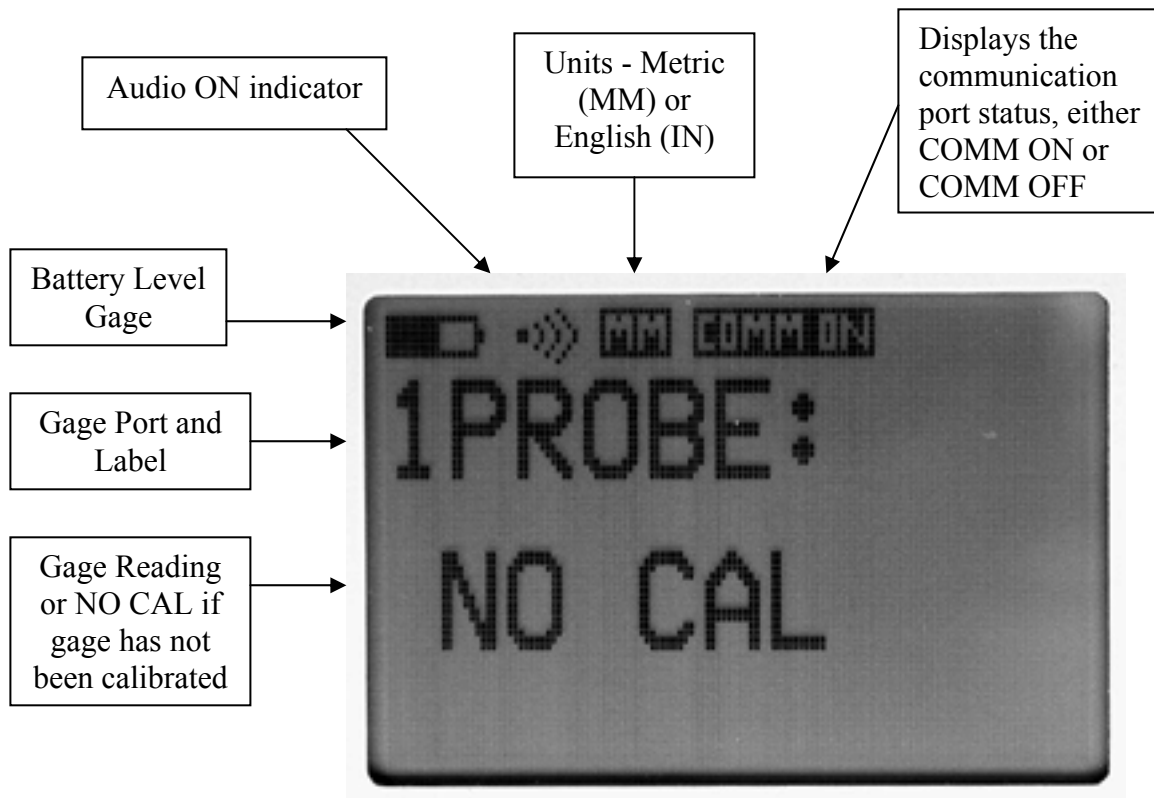 Audio ON indicator
Units - Metric
(MM) or
English (IN)
Displays the
communication
port status, either
COMM ON or
COMM OFF
Battery Level
Gage
Gage Port and
Label
Gage Reading
or NO CAL if
gage has not
been calibrated
MM COMM ON
1PROBE:
NO CAL